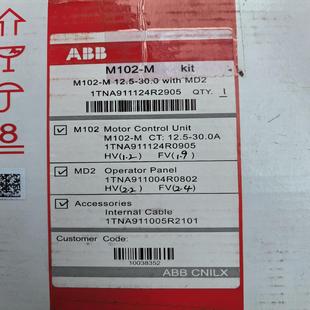 ABB
M102-M kit
M102-M 12.5-30.0 with MD2
1TNA911124R2905 QTY. 1
M102 Motor Control Unit
M102-M CT: 12.5-30.0A
1TNA911124R0905
HV(1.2) FV(1.9)
MD2 Operator Panel
1TNA911004R0802
HV(2.2) FV(2.4)
Accessories
Internal Cable
1TNA911005R2101
Customer Code:
10038352
ABB CNILX
8